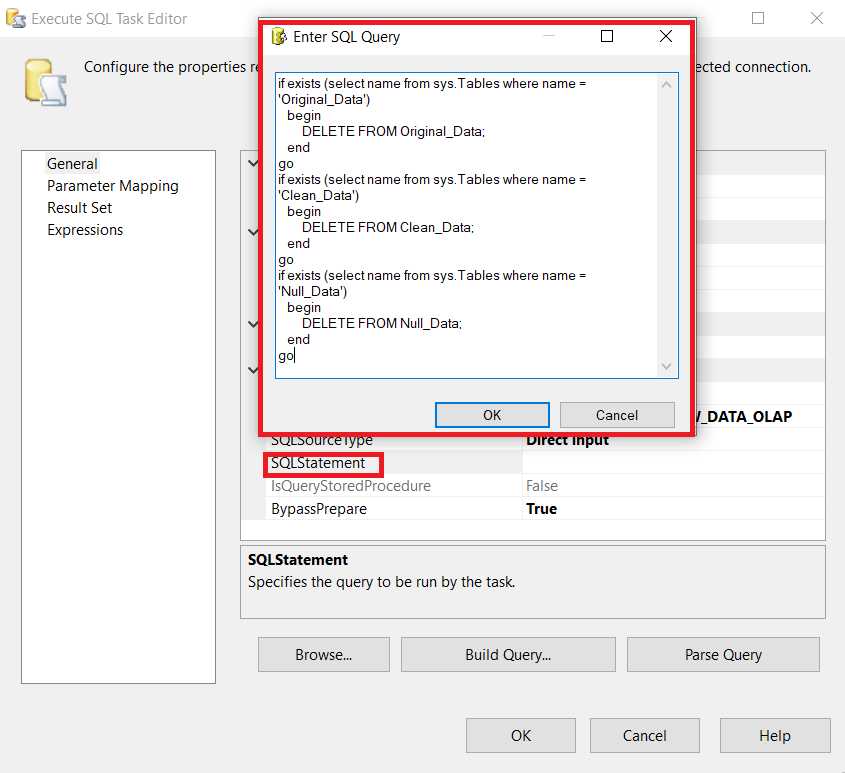 Execute SQL Task Editor
Enter SQL Query
Configure the properties
ected connection.
if exists (select name from sys.Tables where name =
'Original_Data')
begin
DELETE FROM Original_Data;
end
go
if exists (select name from sys.Tables where name =
'Clean_Data')
begin
DELETE FROM Clean_Data;
end
go
if exists (select name from sys.Tables where name =
'Null_Data')
begin
DELETE FROM Null_Data;
end
go
OK
Cancel
General
Parameter Mapping
Result Set
Expressions
_DATA_OLAP
SQLSourceType
Direct Input
SQLStatement
IsQueryStoredProcedure
False
BypassPrepare
True
SQLStatement
Specifies the query to be run by the task.
Browse...
Build Query...
Parse Query
OK
Cancel
Help